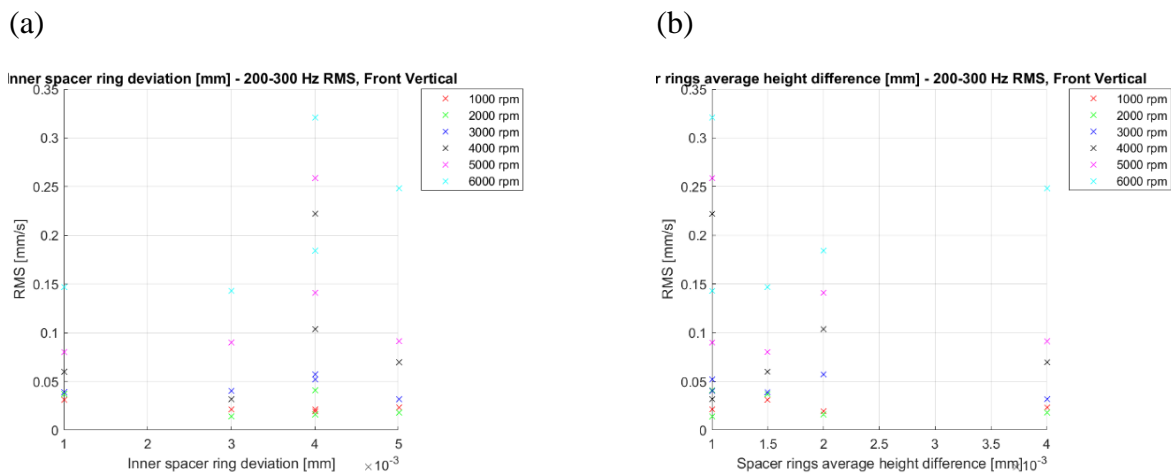 (a)
(b)
Inner spacer ring deviation [mm] - 200-300 Hz RMS, Front Vertical
0.35
0.3
0.25
0.2
0.15
0.1
0.05
0
RMS [mm/s]
1
2
3
4
5
Inner spacer ring deviation [mm]
×10-3
1000 rpm
2000 rpm
3000 rpm
4000 rpm
5000 rpm
6000 rpm
r rings average height difference [mm] - 200-300 Hz RMS, Front Vertical
0.35
0.3
0.25
0.2
0.15
0.1
0.05
0
RMS [mm/s]
1
1.5
2
2.5
3
3.5
4
Spacer rings average height difference [mm]
×10-3
1000 rpm
2000 rpm
3000 rpm
4000 rpm
5000 rpm
6000 rpm